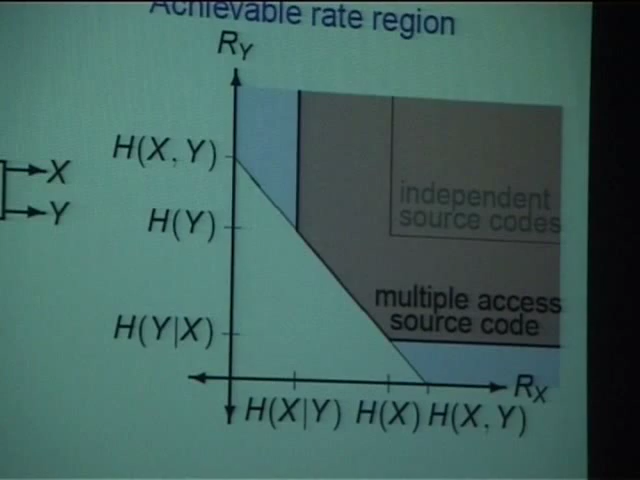 Achievable rate region
R_Y
H(X, Y)
X
Y
H(Y)
independent
source codes
multiple access
source code
H(Y|X)
R_X
H(X|Y) H(X) H(X, Y)